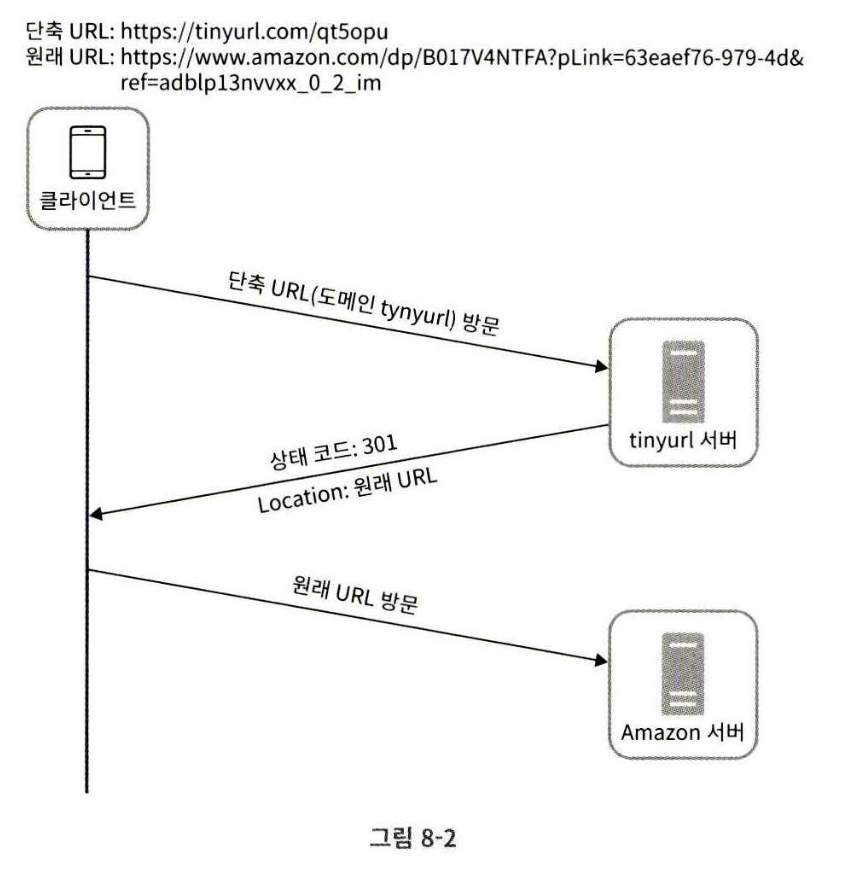 단축 URL: https://tinyurl.com/qt5opu
원래 URL: https://www.amazon.com/dp/B017V4NTFA?pLink=63eaef76-979-4d&
ref=adblp13nvvxx_0_2_im
클라이언트
단축 URL(도메인 tynyurl) 방문
tinyurl 서버
상태 코드: 301
Location: 원래 URL
원래 URL 방문
Amazon 서버
그림 8-2